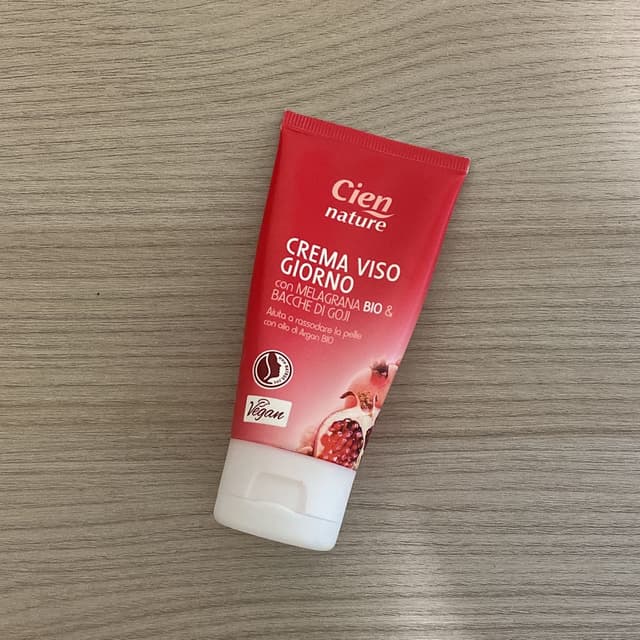 Cien
nature
CREMA VISO
GIORNO
con MELAGRANA BIO &
BACCHE DI GOJI
Aiuta a rassodare la pelle
con olio di Argan BIO
Vegan